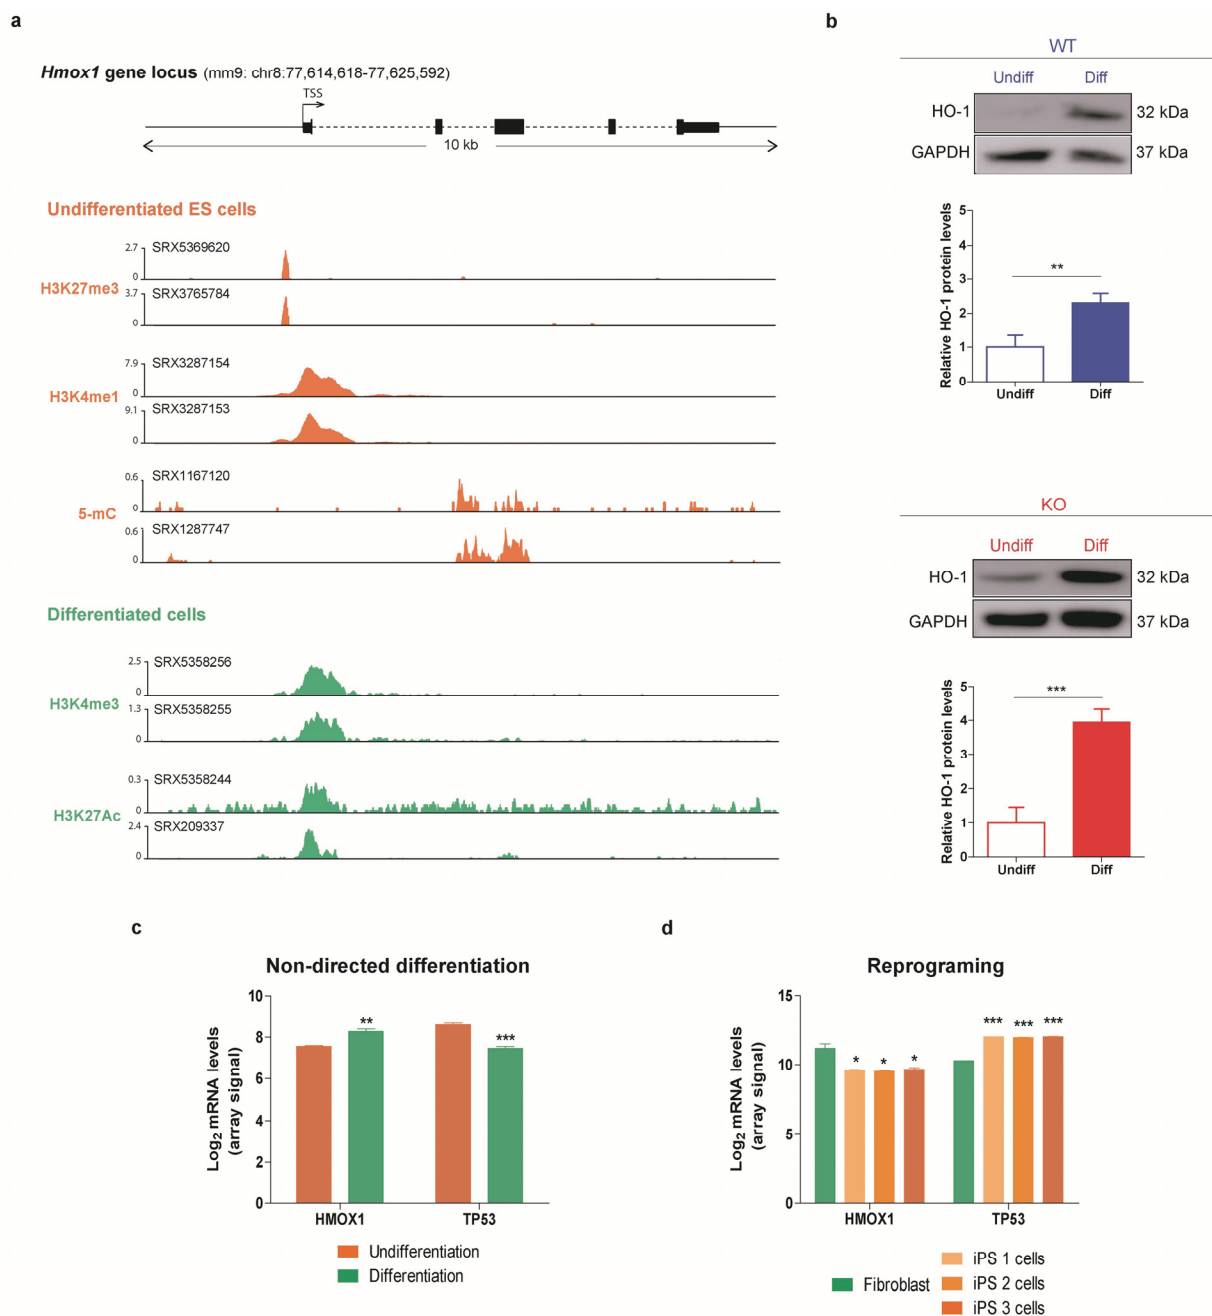 a
Hmox1 gene locus (mm9: chr8:77,614,618-77,625,592)
TSS
10 kb
Undifferentiated ES cells
H3K27me3
2.7
0
SRX5369620
3.7
0
SRX3765784
H3K4me1
7.9
0
SRX3287154
9.1
0
SRX3287153
5-mC
0.6
0
SRX1167120
0.6
0
SRX1287747
Differentiated cells
H3K4me3
2.5
0
SRX5358256
1.3
0
SRX5358255
H3K27Ac
0.3
0
SRX5358244
2.4
0
SRX209337
b
WT
Undiff Diff
HO-1 32 kDa
GAPDH 37 kDa
Relative HO-1 protein levels
5
4
3
2
1
0
**
Undiff Diff
KO
Undiff Diff
HO-1 32 kDa
GAPDH 37 kDa
Relative HO-1 protein levels
5
4
3
2
1
0
***
Undiff Diff
c
Non-directed differentiation
Log2 mRNA levels
(array signal)
10
8
6
4
2
0
**
***
HMOX1 TP53
Undifferentiation
Differentiation
d
Reprograming
Log2 mRNA levels
(array signal)
15
10
5
0
* * *
*** *** ***
HMOX1 TP53
Fibroblast
iPS 1 cells
iPS 2 cells
iPS 3 cells